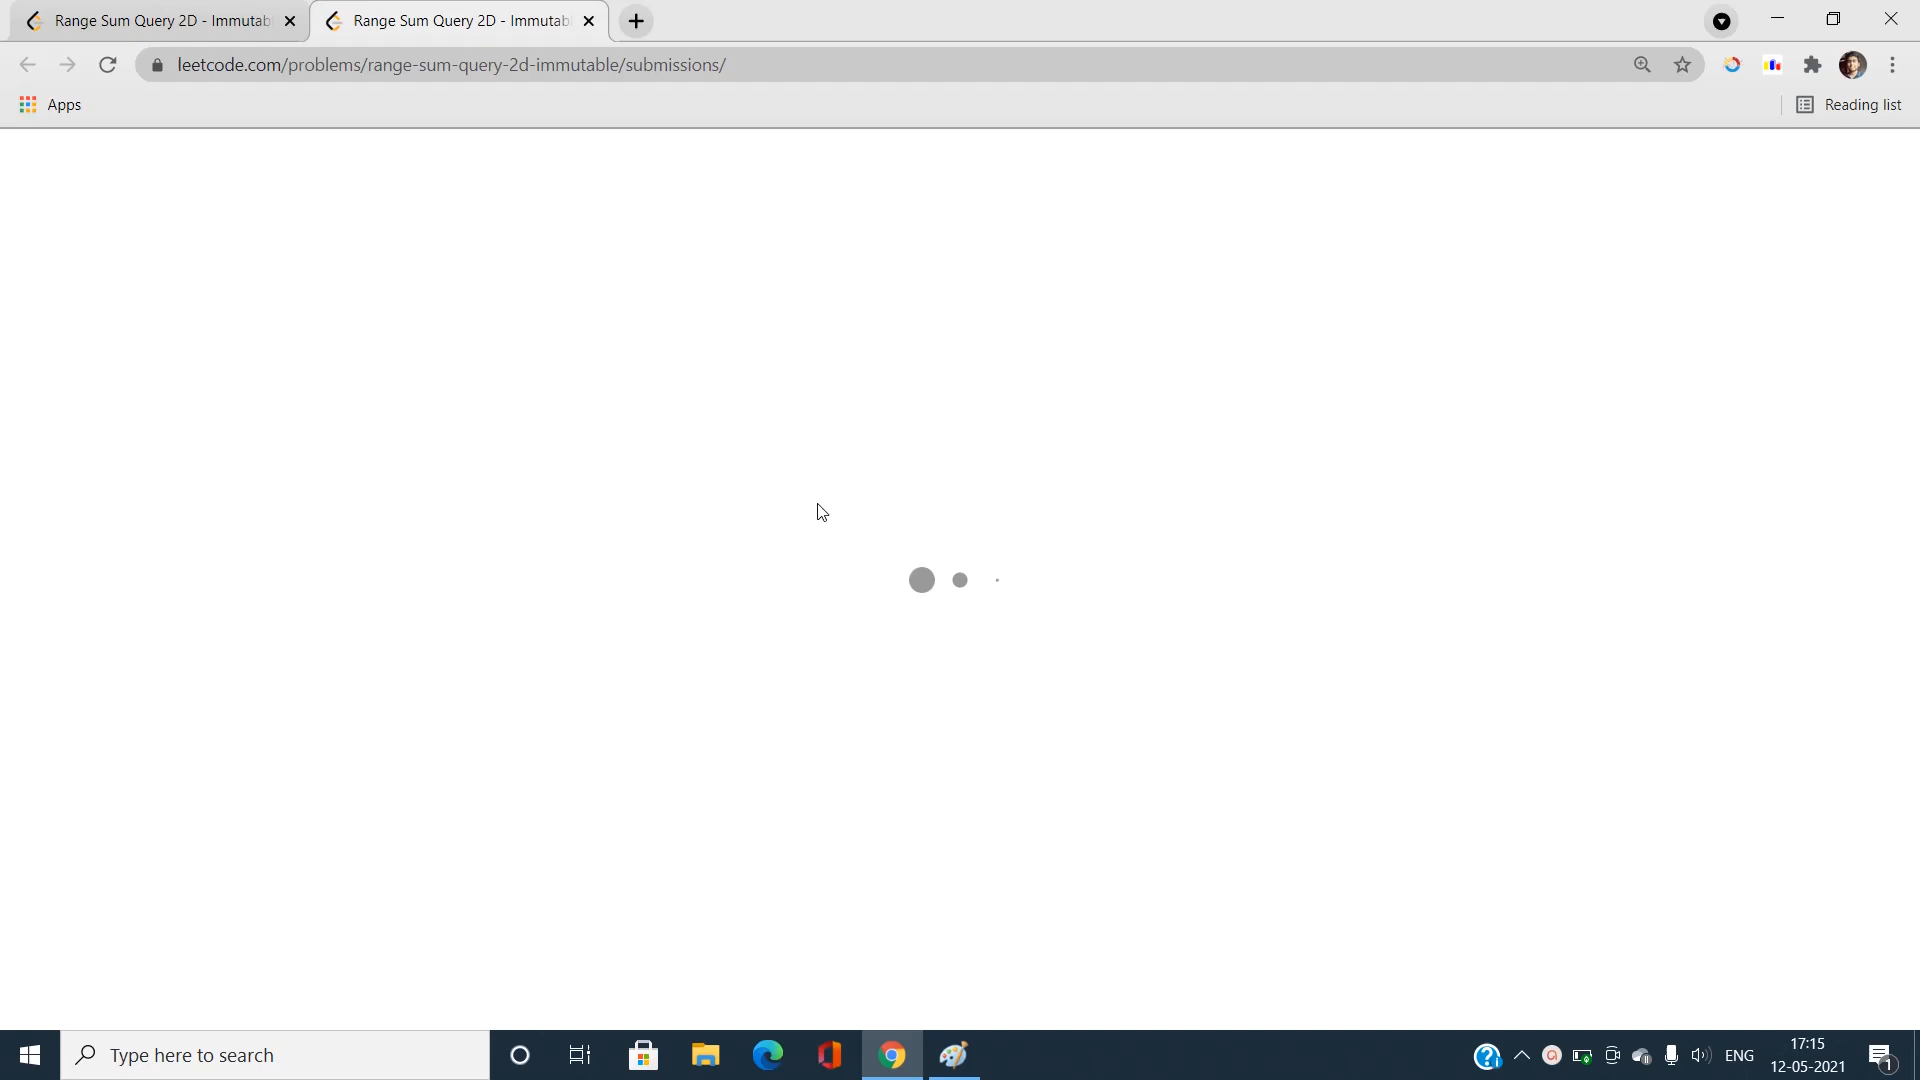 Range Sum Query 2D - Immutab
Range Sum Query 2D - Immutab
leetcode.com/problems/range-sum-query-2d-immutable/submissions/
Apps
Reading list
Type here to search
ENG
17:15
12-05-2021
1